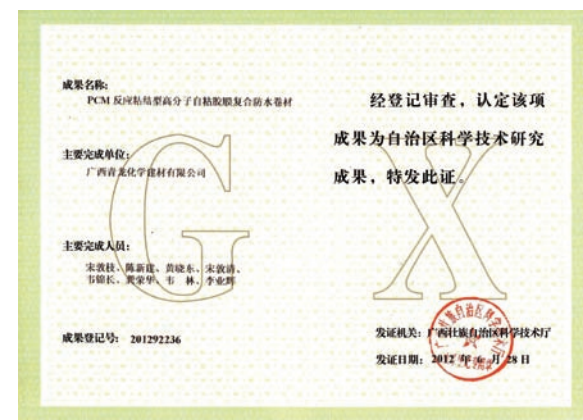 成果名称：
PCM 反应粘结型高分子自粘胶膜复合防水卷材
主要完成单位：
广西青龙化学建材有限公司
主要完成人员：
宋敦枝、陈新建、黄晓东、宋敦清、
韦锦长、黄荣华、韦 林、李业辉
成果登记号： 201292236
经登记审查，认定该项
成果为自治区科学技术研究
成果，特发此证。
发证机关：广西壮族自治区科学技术厅
发证日期：2012 年 6 月 28 日
GX